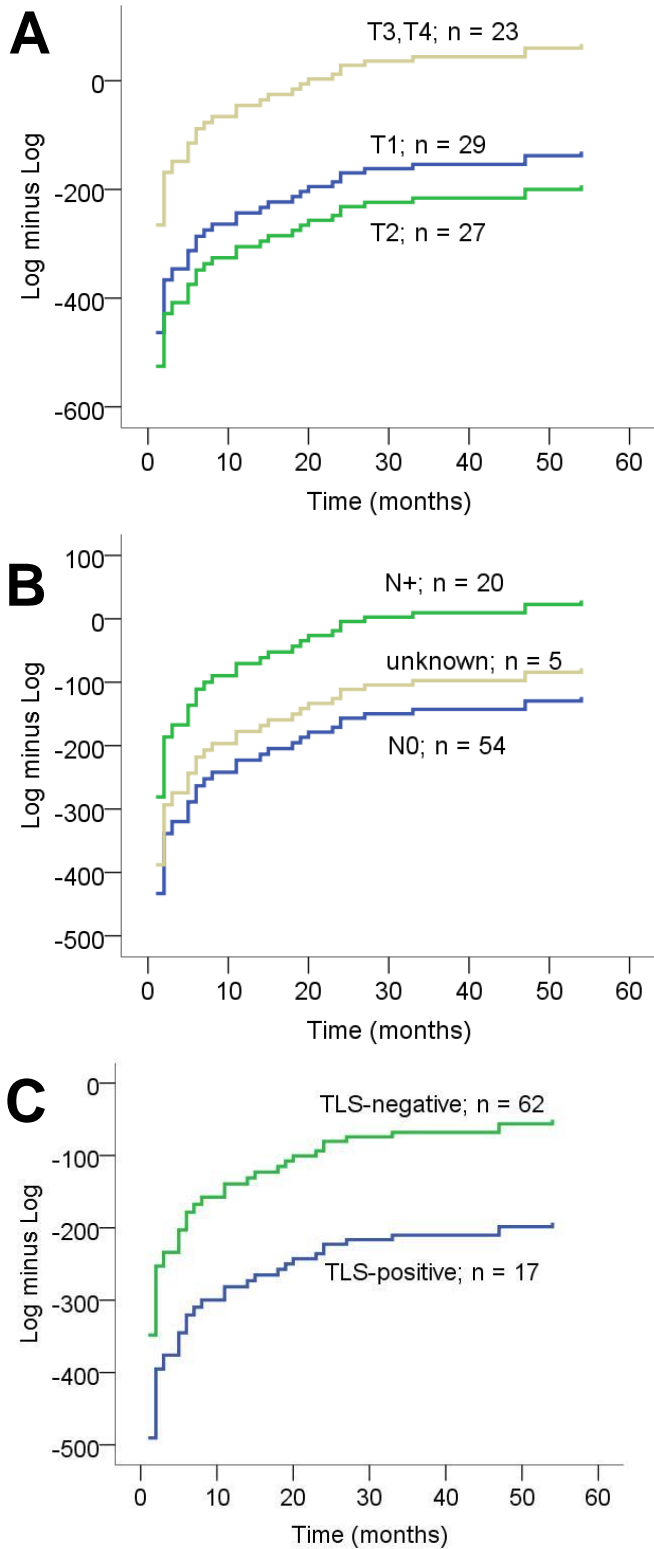 A
T3,T4; n = 23
0
T1; n = 29
-200
T2; n = 27
-400
-600
Log minus Log
0 10 20 30 40 50 60
Time (months)
B
100
N+; n = 20
0
unknown; n = 5
-100
-200
N0; n = 54
-300
-400
-500
Log minus Log
0 10 20 30 40 50 60
Time (months)
C
0
TLS-negative; n = 62
-100
-200
TLS-positive; n = 17
-300
-400
-500
Log minus Log
0 10 20 30 40 50 60
Time (months)